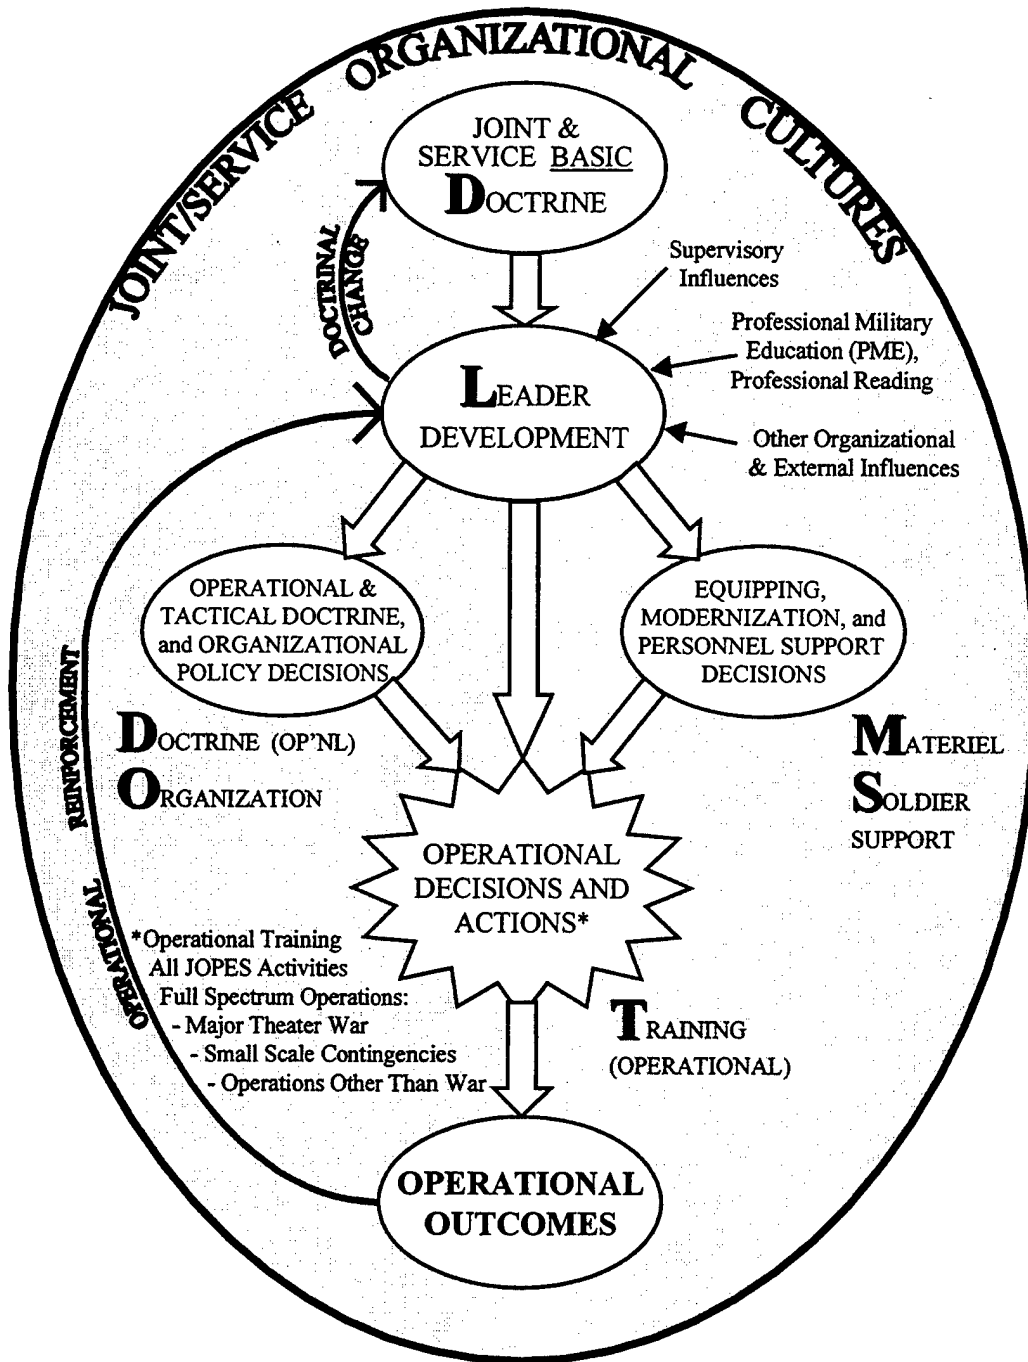 JOINT/SERVICE ORGANIZATIONAL CULTURES
JOINT &
SERVICE BASIC
DOCTRINE
DOCTRINAL
CHANGE
Supervisory
Influences
Professional Military
Education (PME),
Professional Reading
LEADER
DEVELOPMENT
Other Organizational
& External Influences
OPERATIONAL &
TACTICAL DOCTRINE,
and ORGANIZATIONAL
POLICY DECISIONS
EQUIPPING,
MODERNIZATION, and
PERSONNEL SUPPORT
DECISIONS
DOCTRINE (OP'NL)
ORGANIZATION
MATERIEL
SOLDIER
SUPPORT
OPERATIONAL REINFORCEMENT
OPERATIONAL
DECISIONS AND
ACTIONS*
*Operational Training
All JOPES Activities
Full Spectrum Operations:
- Major Theater War
- Small Scale Contingencies
- Operations Other Than War
TRAINING
(OPERATIONAL)
OPERATIONAL
OUTCOMES